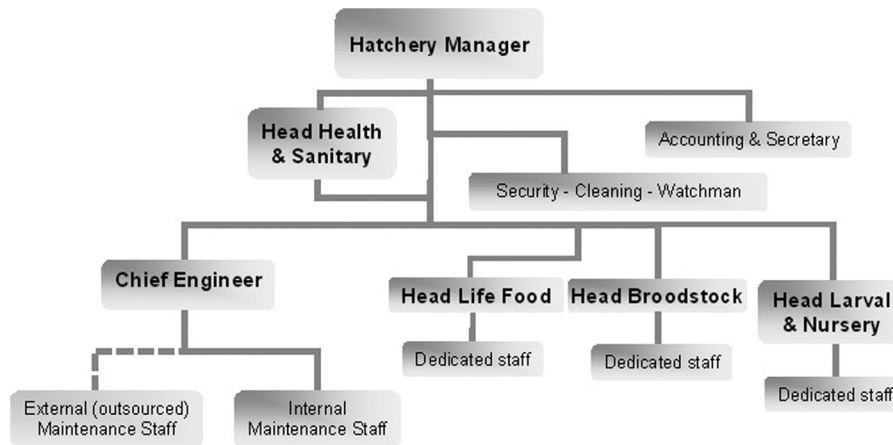 Hatchery Manager
Head Health
& Sanitary
Accounting & Secretary
Security - Cleaning - Watchman
Chief Engineer
Head Life Food
Head Broodstock
Head Larval
& Nursery
Dedicated staff
Dedicated staff
Dedicated staff
External (outsourced)
Maintenance Staff
Internal
Maintenance Staff